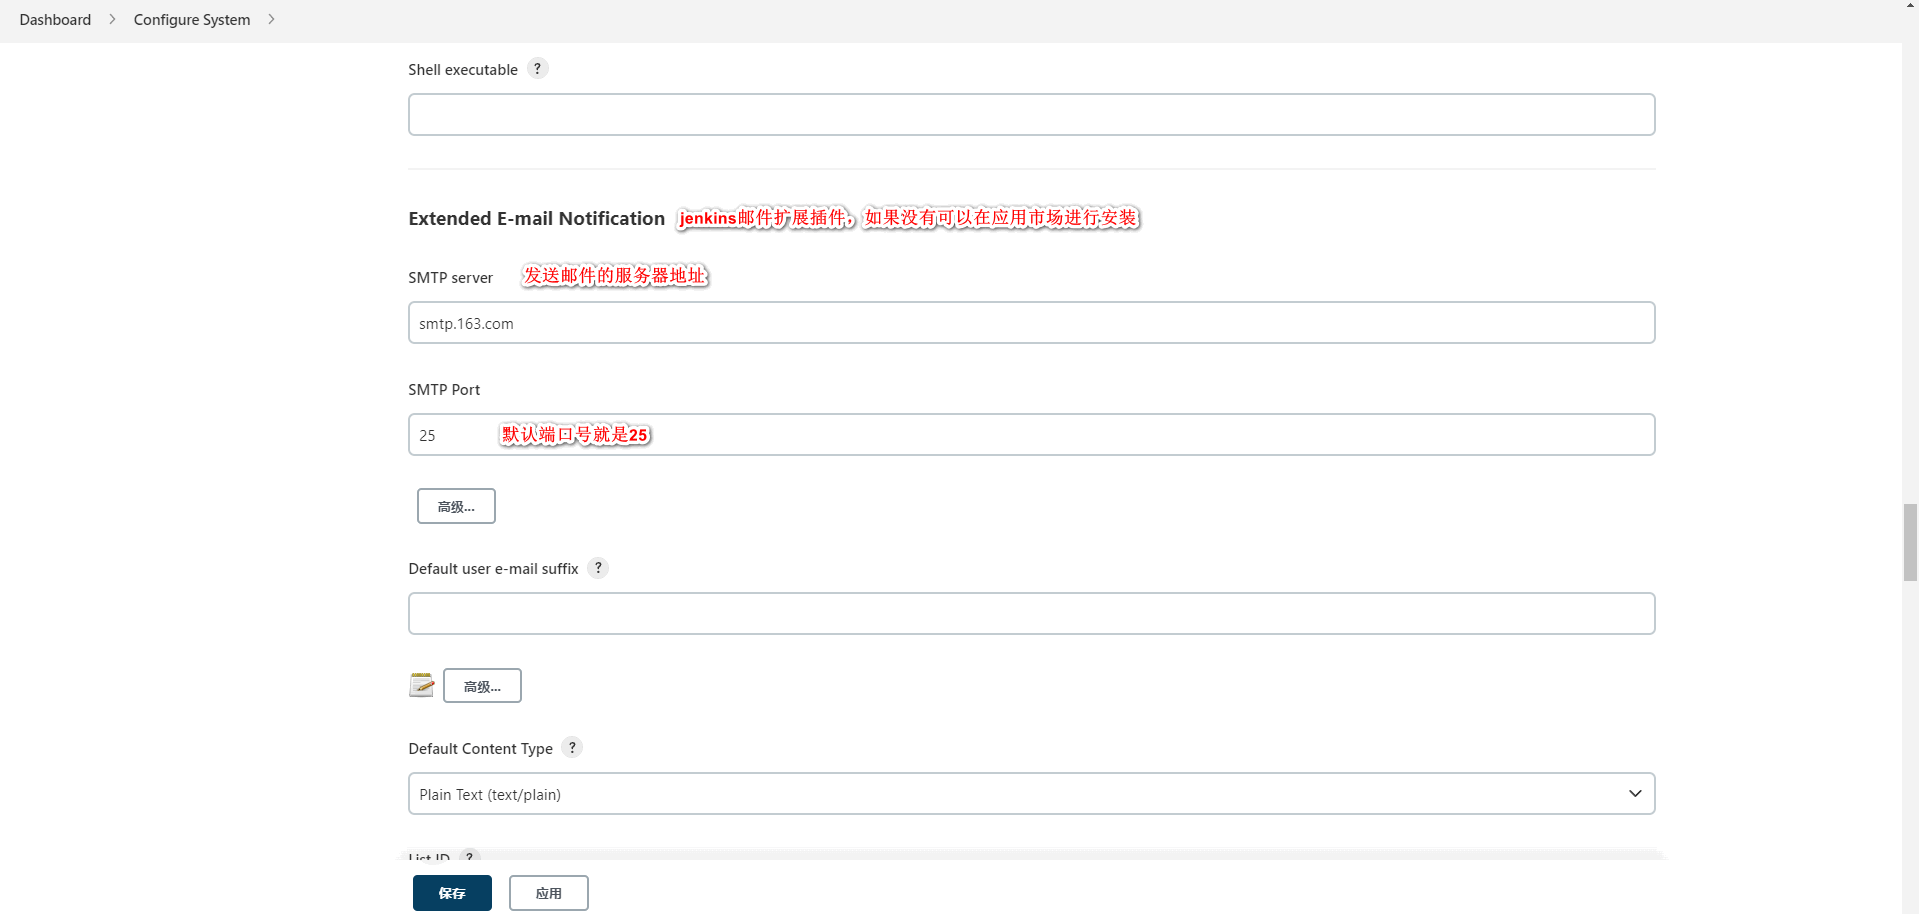 Dashboard > Configure System >
Shell executable ?
Extended E-mail Notification jenkins邮件扩展插件，如果没有可以在应用市场进行安装
SMTP server 发送邮件的服务器地址
smtp.163.com
SMTP Port
25 默认端口号就是25
高级...
Default user e-mail suffix ?
高级...
Default Content Type ?
Plain Text (text/plain)
List ID ?
保存 应用